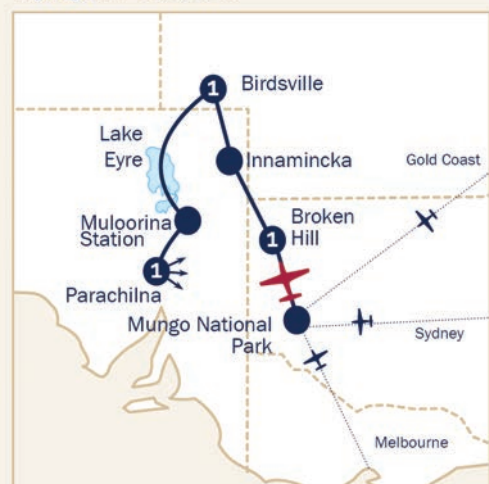 1
Birdsville
Lake
Eyre
Innamincka
Gold Coast
Muloorina
Station
1
Broken
Hill
1
Parachilna
Mungo National
Park
Sydney
Melbourne